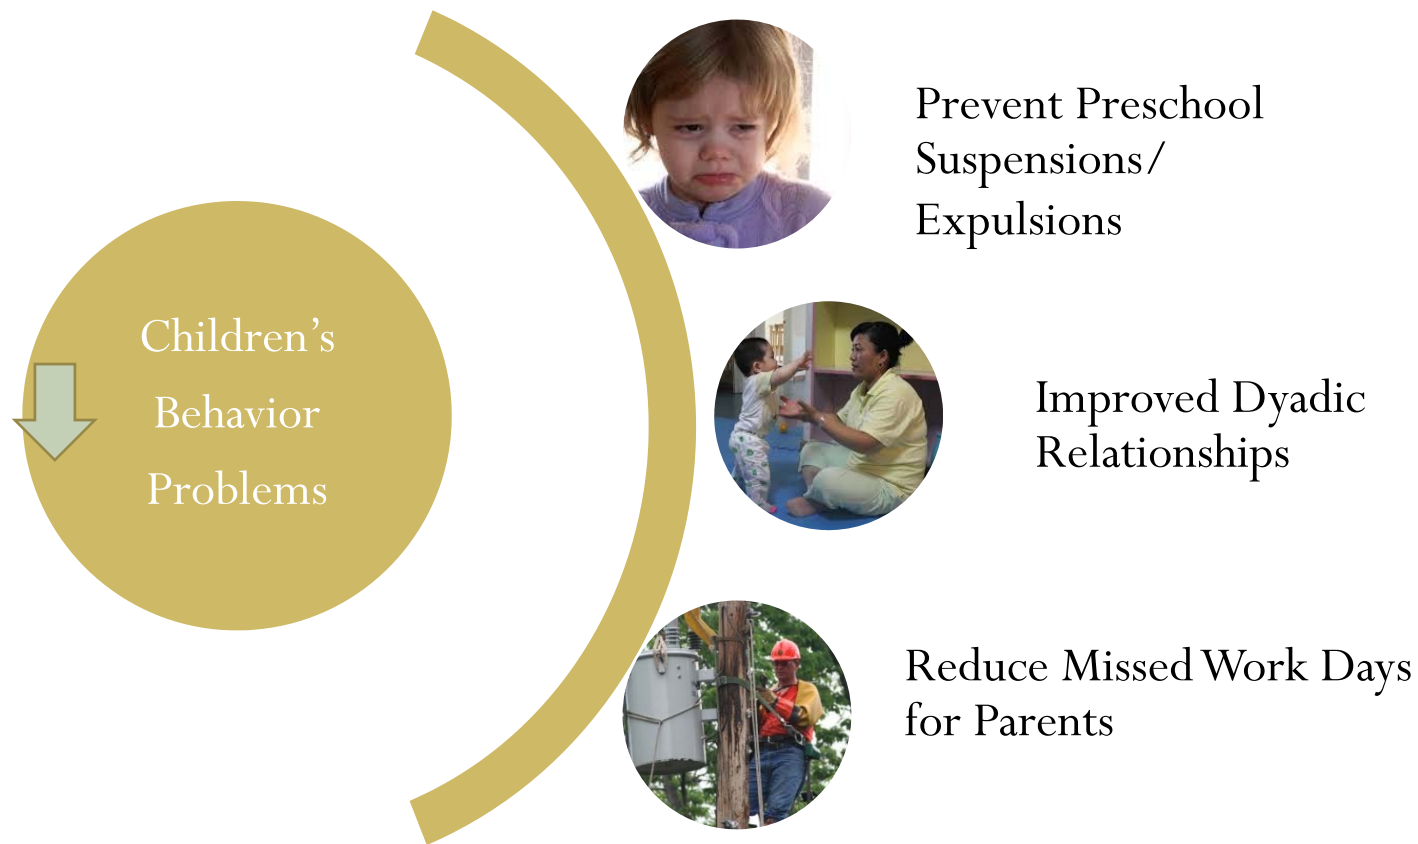 Children’s
Behavior
Problems
Prevent Preschool
Suspensions/
Expulsions
Improved Dyadic
Relationships
Reduce Missed Work Days
for Parents